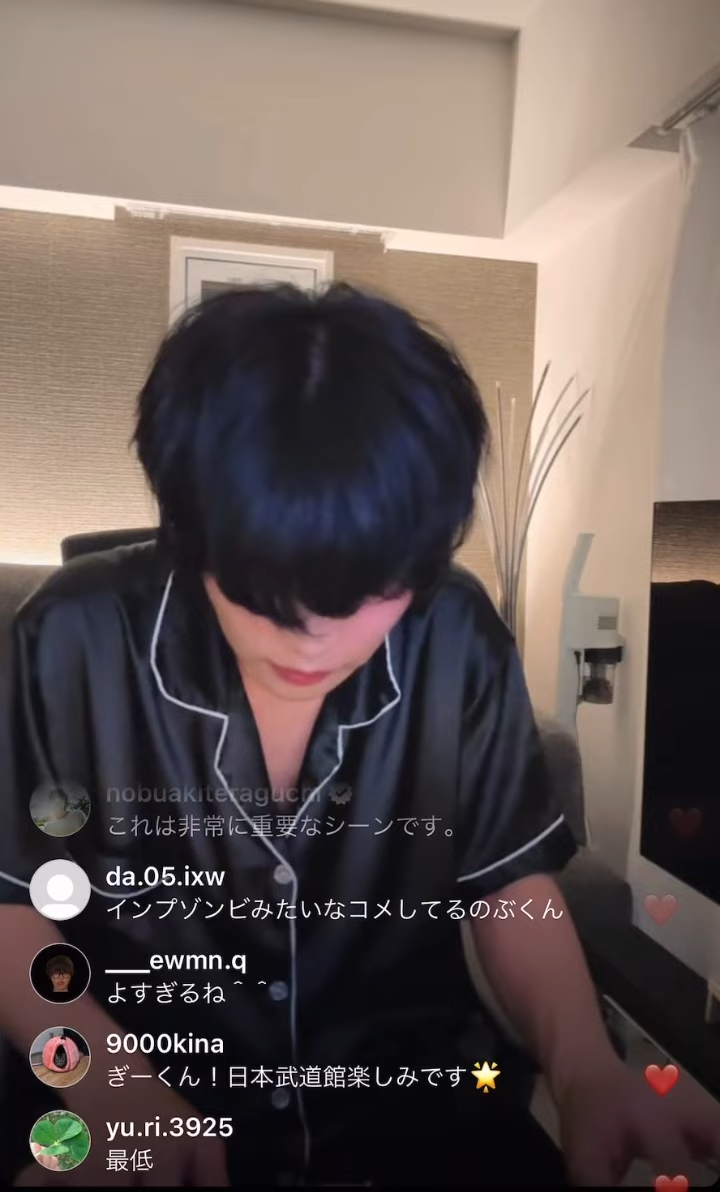 nobuakiteraguchi
これは非常に重要なシーンです。
da.05.ixw
インプゾンビみたいなコメしてるのぶくん
___ewmn.q
よすぎるね＾＾
9000kina
ぎーくん！日本武道館楽しみです🌟
yu.ri.3925
最低